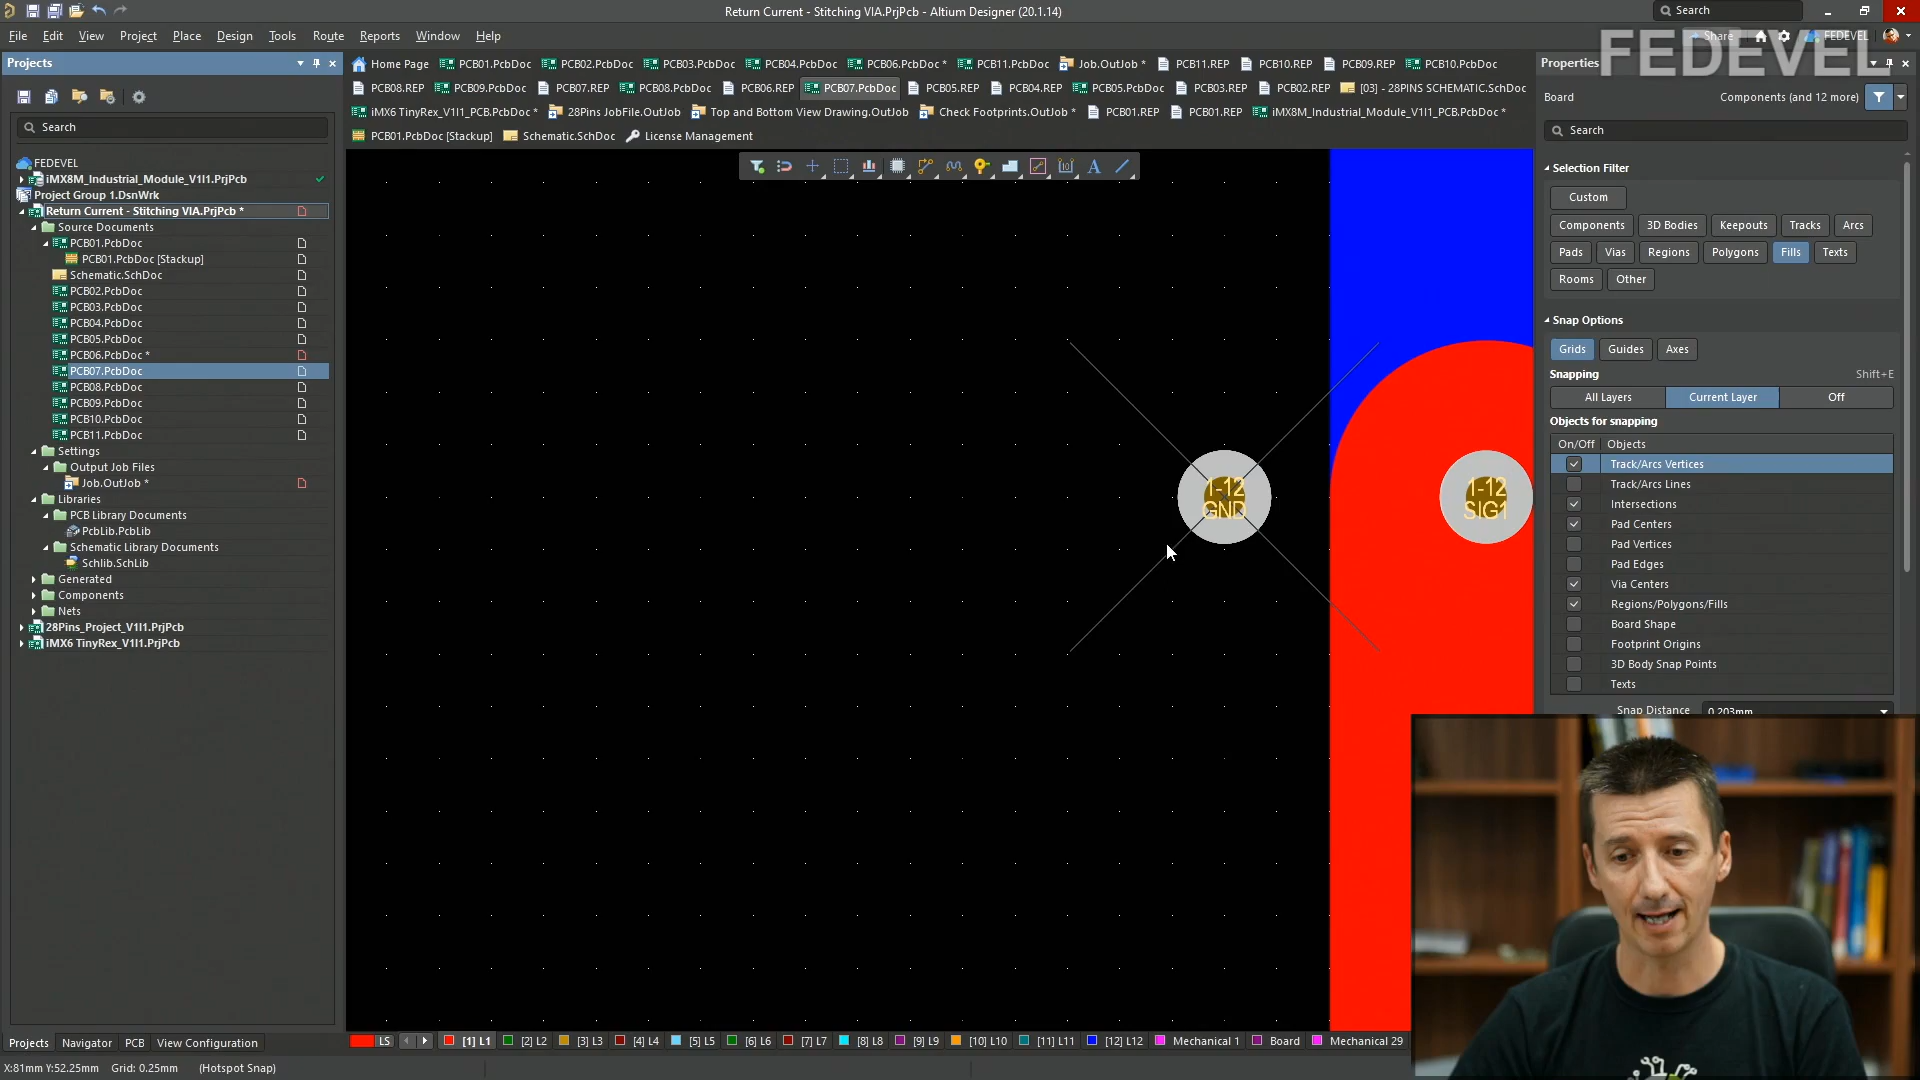 Return Current - Stitching VIA.PrjPcb - Altium Designer (20.1.14)
Search
File Edit View Project Place Design Tools Route Reports Window Help
Share
FEDEVEL
FEDEVEL
Projects
Search
FEDEVEL
iMX8M_Industrial_Module_V1I1.PrjPcb
Project Group 1.DsnWrk
Return Current - Stitching VIA.PrjPcb *
Source Documents
PCB01.PcbDoc
PCB01.PcbDoc [Stackup]
Schematic.SchDoc
PCB02.PcbDoc
PCB03.PcbDoc
PCB04.PcbDoc
PCB05.PcbDoc
PCB06.PcbDoc *
PCB07.PcbDoc
PCB08.PcbDoc
PCB09.PcbDoc
PCB10.PcbDoc
PCB11.PcbDoc
Settings
Output Job Files
Job.OutJob *
Libraries
PCB Library Documents
PcbLib.PcbLib
Schematic Library Documents
Schlib.SchLib
Generated
Components
Nets
28Pins_Project_V1I1.PrjPcb
iMX6 TinyRex_V1I1.PrjPcb
Projects Navigator PCB View Configuration
X:81mm Y:52.25mm Grid: 0.25mm (Hotspot Snap)
Home Page PCB01.PcbDoc PCB02.PcbDoc PCB03.PcbDoc PCB04.PcbDoc PCB06.PcbDoc * PCB11.PcbDoc Job.OutJob * PCB11.REP PCB10.REP PCB09.REP PCB10.PcbDoc
PCB08.REP PCB09.PcbDoc PCB07.REP PCB08.PcbDoc PCB06.REP PCB07.PcbDoc PCB05.REP PCB04.REP PCB05.PcbDoc PCB03.REP PCB02.REP [03] - 28PINS SCHEMATIC.SchDoc
iMX6 TinyRex_V1I1_PCB.PcbDoc * 28Pins JobFile.OutJob Top and Bottom View Drawing.OutJob Check Footprints.OutJob * PCB01.REP PCB01.REP iMX8M_Industrial_Module_V1I1_PCB.PcbDoc *
PCB01.PcbDoc [Stackup] Schematic.SchDoc License Management
1-12
GND
1-12
SIG1
LS [1] L1 [2] L2 [3] L3 [4] L4 [5] L5 [6] L6 [7] L7 [8] L8 [9] L9 [10] L10 [11] L11 [12] L12 Mechanical 1 Board Mechanical 29
Properties
Board Components (and 12 more)
Search
Selection Filter
Custom
Components 3D Bodies Keepouts Tracks Arcs
Pads Vias Regions Polygons Fills Texts
Rooms Other
Snap Options
Grids Guides Axes
Snapping Shift+E
All Layers Current Layer Off
Objects for snapping
On/Off Objects
Track/Arcs Vertices
Track/Arcs Lines
Intersections
Pad Centers
Pad Vertices
Pad Edges
Via Centers
Regions/Polygons/Fills
Board Shape
Footprint Origins
3D Body Snap Points
Texts
Snap Distance 0.203mm